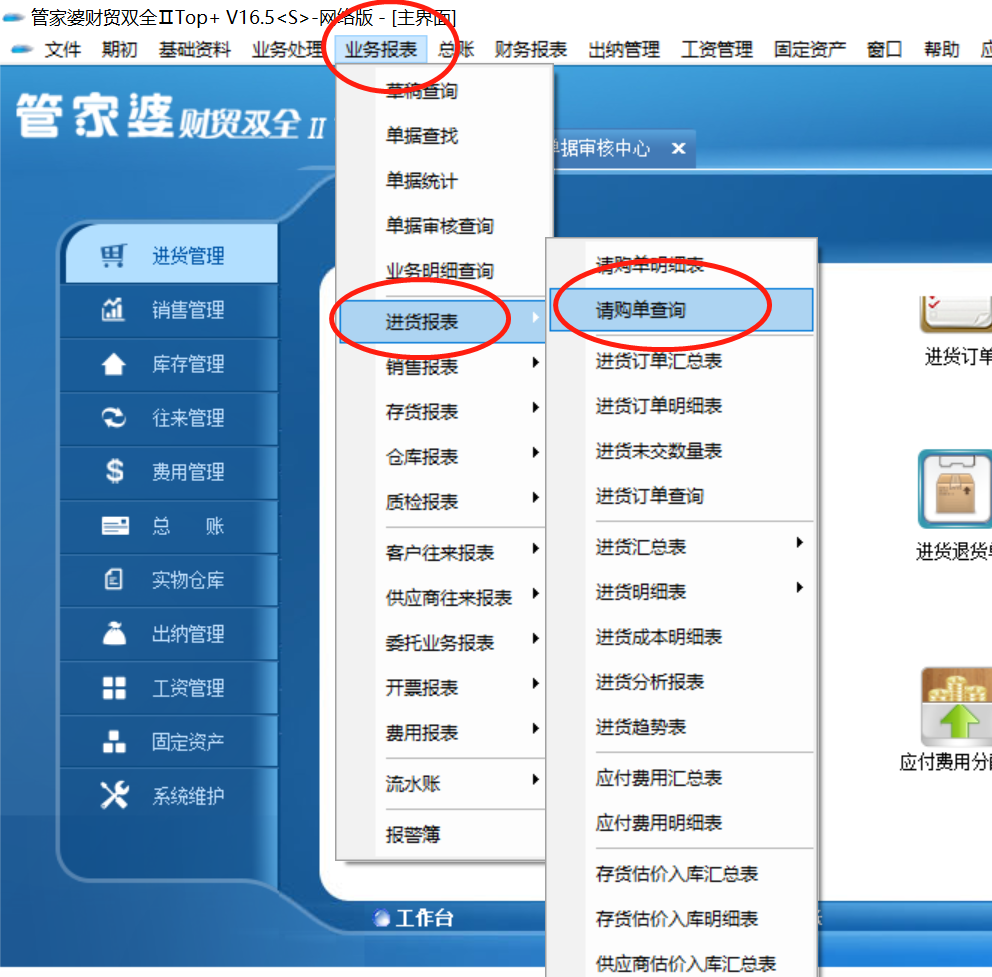 管家婆财贸双全ⅡTop+ V16.5<S>-网络版 - [主界面]
文件 期初 基础资料 业务处理 业务报表 总账 财务报表 出纳管理 工资管理 固定资产 窗口 帮助
管家婆财贸双全Ⅱ
单据审核中心 ×
进货管理
销售管理
库存管理
往来管理
费用管理
总 账
实物仓库
出纳管理
工资管理
固定资产
系统维护
草稿查询
单据查找
单据统计
单据审核查询
业务明细查询
进货报表
销售报表
存货报表
仓库报表
质检报表
客户往来报表
供应商往来报表
委托业务报表
开票报表
费用报表
流水账
报警簿
请购单明细表
请购单查询
进货订单汇总表
进货订单明细表
进货未交数量表
进货订单查询
进货汇总表
进货明细表
进货成本明细表
进货分析报表
进货趋势表
应付费用汇总表
应付费用明细表
存货估价入库汇总表
存货估价入库明细表
供应商估价入库汇总表
进货订单
进货退货单
应付费用分配
工作台